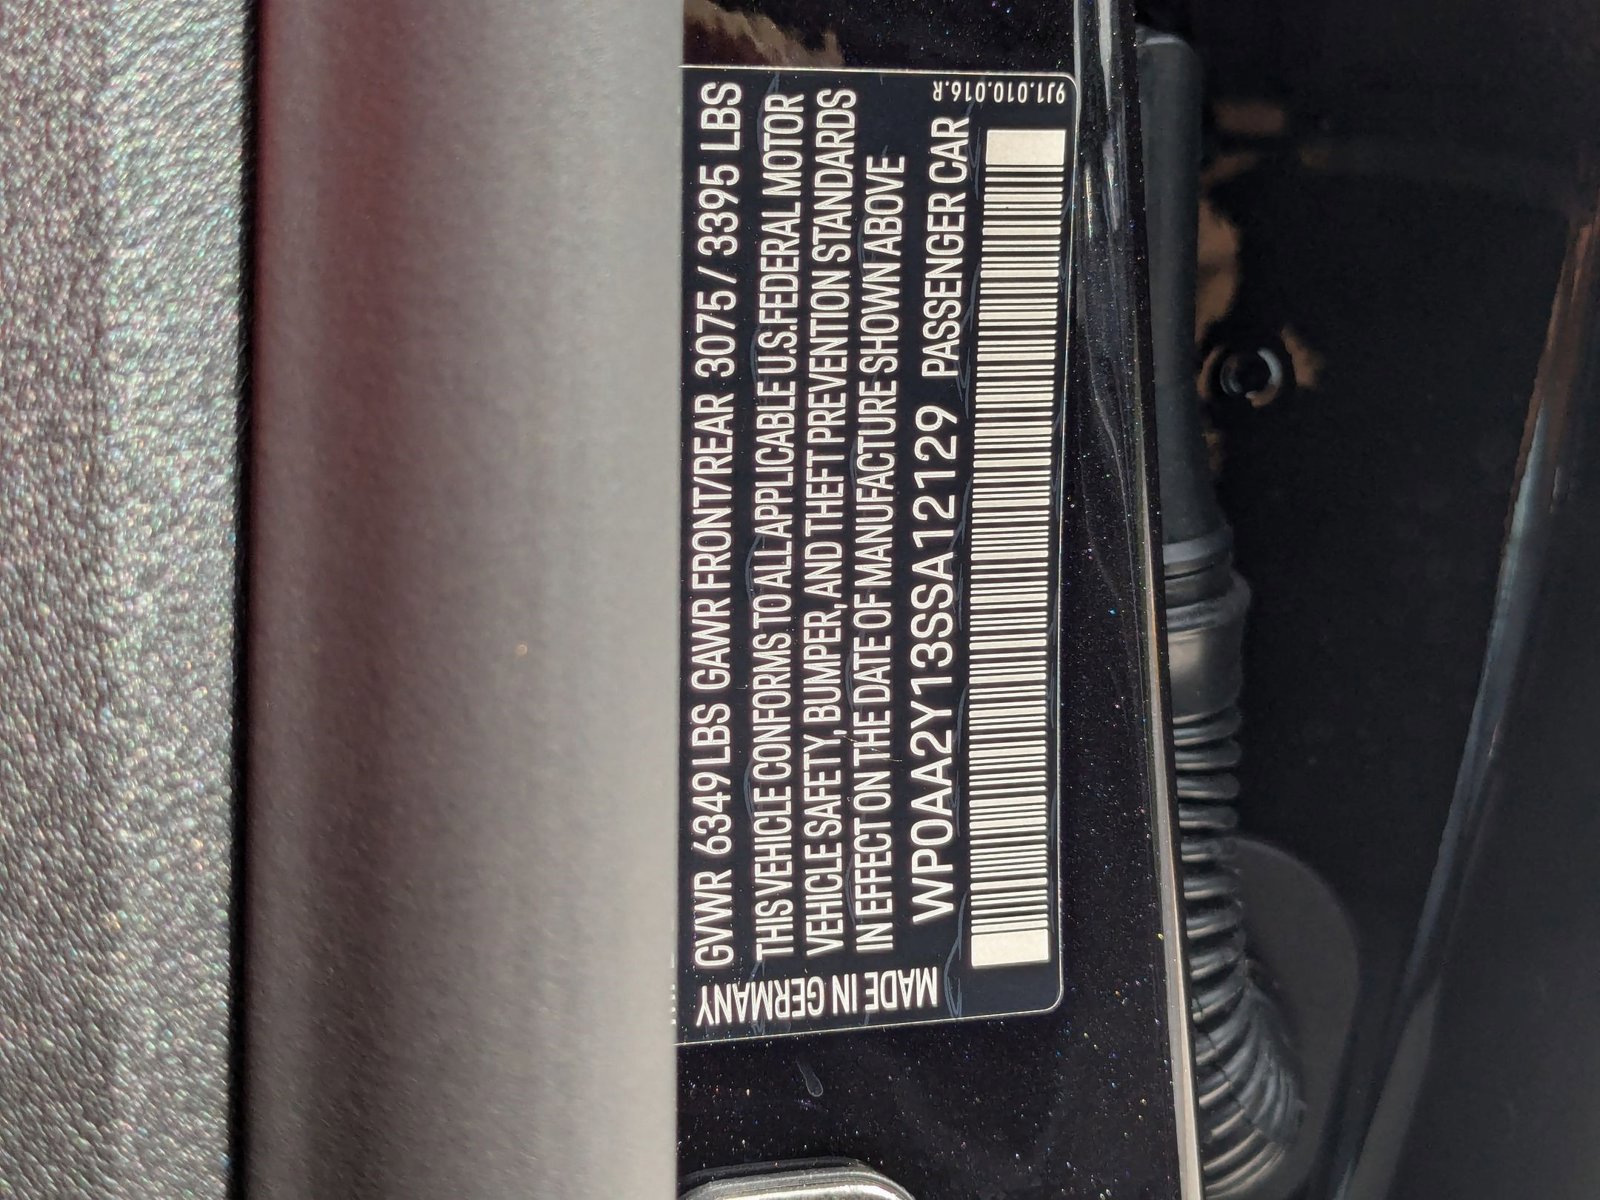 GVWR 6349 LBS GAWR FRONT/REAR 3075 / 3395 LBS
THIS VEHICLE CONFORMS TO ALL APPLICABLE U.S. FEDERAL MOTOR
VEHICLE SAFETY, BUMPER, AND THEFT PREVENTION STANDARDS
IN EFFECT ON THE DATE OF MANUFACTURE SHOWN ABOVE
WP0AA2Y13SSA12129 PASSENGER CAR
MADE IN GERMANY
9J1.010.016.R